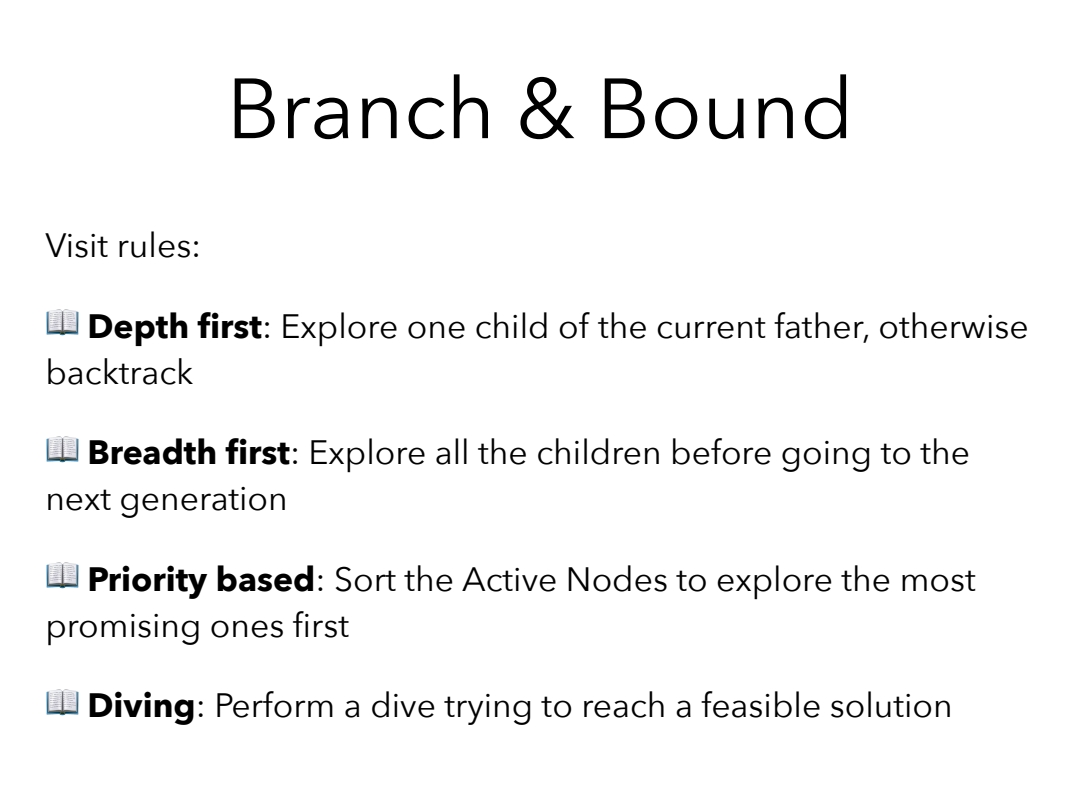 Branch & Bound
Visit rules:
📖 Depth first: Explore one child of the current father, otherwise
backtrack
📖 Breadth first: Explore all the children before going to the
next generation
📖 Priority based: Sort the Active Nodes to explore the most
promising ones first
📖 Diving: Perform a dive trying to reach a feasible solution